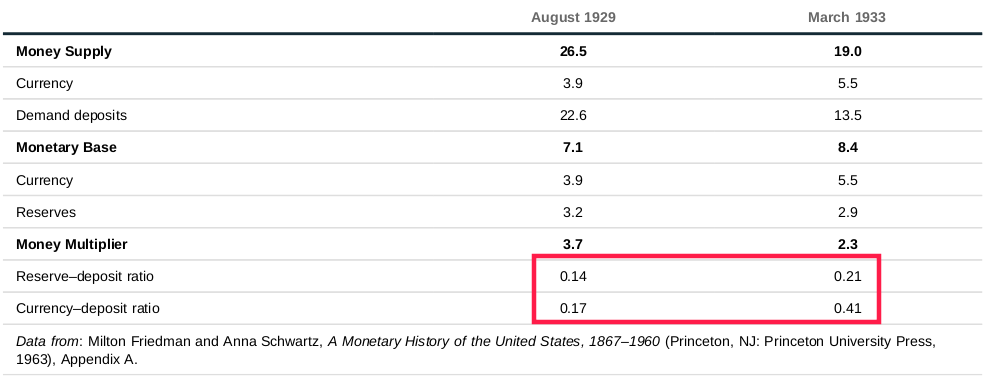 August 1929 March 1933
Money Supply 26.5 19.0
Currency 3.9 5.5
Demand deposits 22.6 13.5
Monetary Base 7.1 8.4
Currency 3.9 5.5
Reserves 3.2 2.9
Money Multiplier 3.7 2.3
Reserve–deposit ratio 0.14 0.21
Currency–deposit ratio 0.17 0.41
Data from: Milton Friedman and Anna Schwartz, A Monetary History of the United States, 1867–1960 (Princeton, NJ: Princeton University Press,
1963), Appendix A.